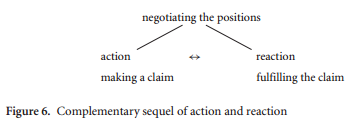 negotiating the positions
action ↔ reaction
making a claim fulfilling the claim
Figure 6. Complementary sequel of action and reaction